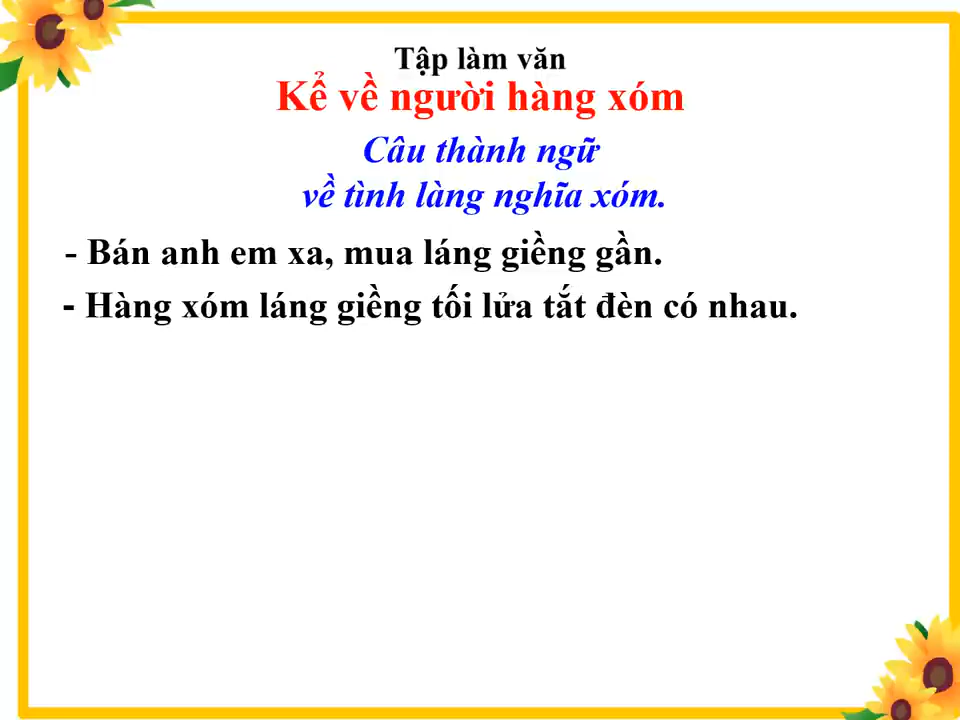 Tập làm văn
Kể về người hàng xóm
Câu thành ngữ
về tình làng nghĩa xóm.
- Bán anh em xa, mua láng giềng gần.
- Hàng xóm láng giềng tối lửa tắt đèn có nhau.